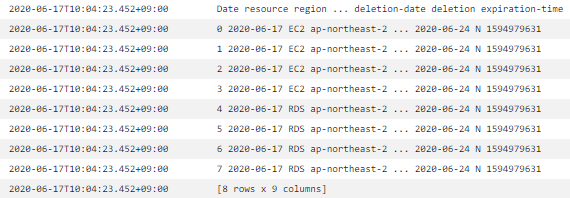 2020-06-17T10:04:23.452+09:00 Date resource region ... deletion-date deletion expiration-time
2020-06-17T10:04:23.452+09:00 0 2020-06-17 EC2 ap-northeast-2 ... 2020-06-24 N 1594979631
2020-06-17T10:04:23.452+09:00 1 2020-06-17 EC2 ap-northeast-2 ... 2020-06-24 N 1594979631
2020-06-17T10:04:23.452+09:00 2 2020-06-17 EC2 ap-northeast-2 ... 2020-06-24 N 1594979631
2020-06-17T10:04:23.452+09:00 3 2020-06-17 EC2 ap-northeast-2 ... 2020-06-24 N 1594979631
2020-06-17T10:04:23.452+09:00 4 2020-06-17 RDS ap-northeast-2 ... 2020-06-24 N 1594979631
2020-06-17T10:04:23.452+09:00 5 2020-06-17 RDS ap-northeast-2 ... 2020-06-24 N 1594979631
2020-06-17T10:04:23.452+09:00 6 2020-06-17 RDS ap-northeast-2 ... 2020-06-24 N 1594979631
2020-06-17T10:04:23.452+09:00 7 2020-06-17 RDS ap-northeast-2 ... 2020-06-24 N 1594979631
2020-06-17T10:04:23.452+09:00 [8 rows x 9 columns]